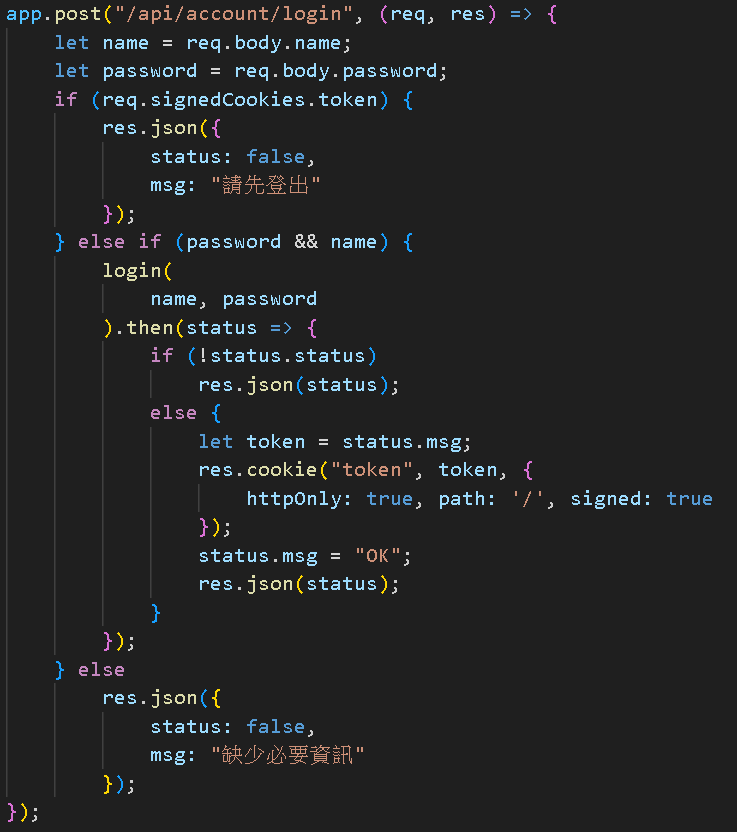 app.post("/api/account/login", (req, res) => {
    let name = req.body.name;
    let password = req.body.password;
    if (req.signedCookies.token) {
        res.json({
            status: false,
            msg: "請先登出"
        });
    } else if (password && name) {
        login(
            name, password
        ).then(status => {
            if (!status.status)
                res.json(status);
            else {
                let token = status.msg;
                res.cookie("token", token, {
                    httpOnly: true, path: '/', signed: true
                });
                status.msg = "OK";
                res.json(status);
            }
        });
    } else
        res.json({
            status: false,
            msg: "缺少必要資訊"
        });
});